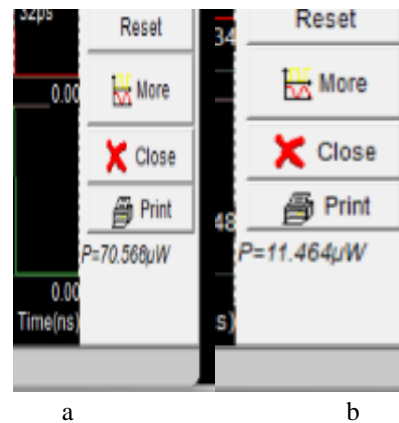 32ps
Reset
0.00
More
Close
Print
P=70.568µW
0.00
Time(ns)
Reset
34
More
Close
Print
48
P=11.464µW
s)
a
b